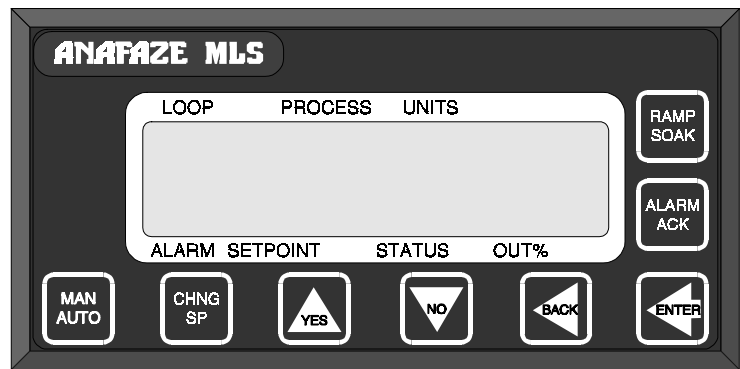 ANAFAZE MLS
LOOP PROCESS UNITS
RAMP
SOAK
ALARM
ACK
ALARM SETPOINT STATUS OUT%
MAN
AUTO
CHNG
SP
YES
NO
BACK
ENTER